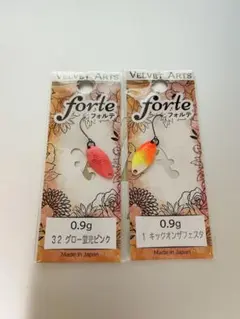 VELVET ARTS
forte
フォルテ
0.9g
32 グロー蛍光ピンク
Made in Japan
VELVET ARTS
forte
フォルテ
0.9g
1 キックオンザフェスタ
Made in Japan